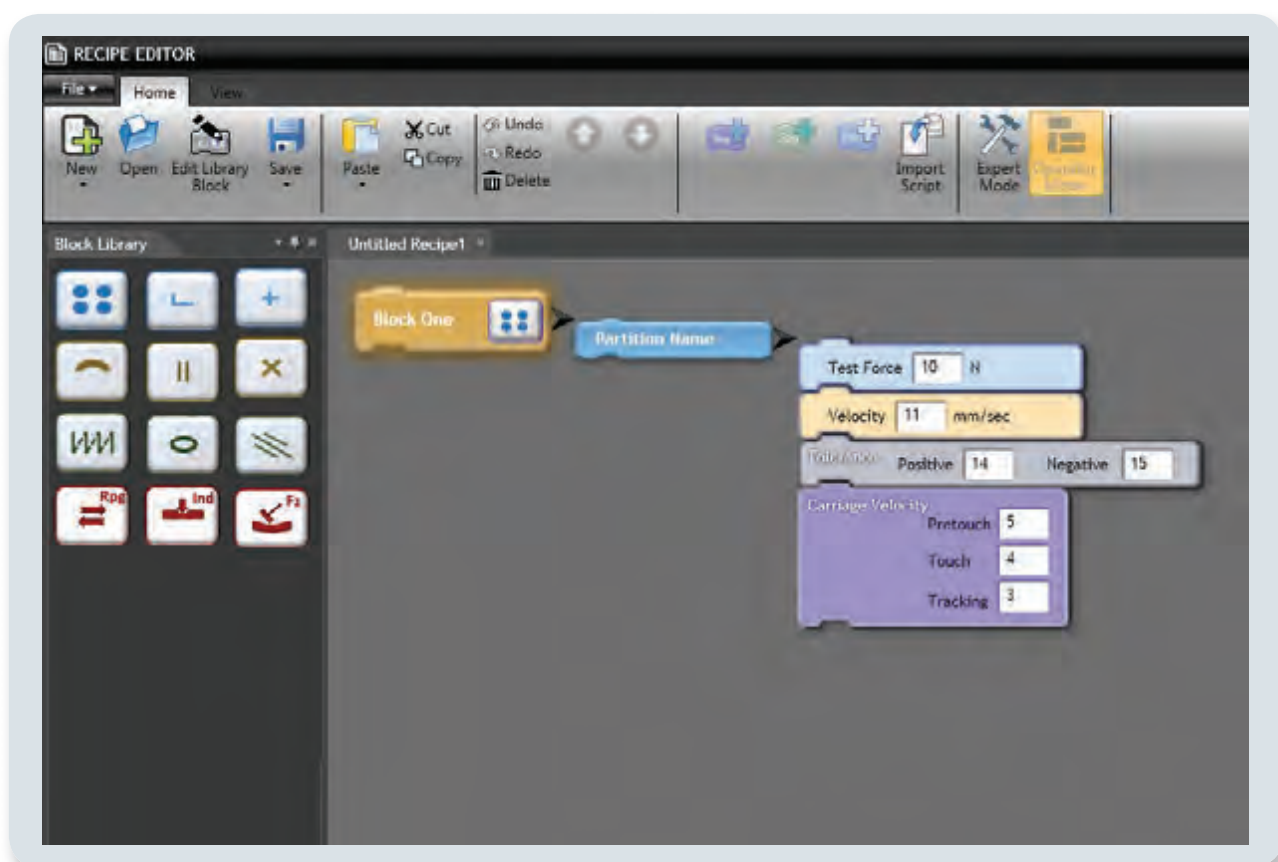 RECIPE EDITOR
File Home View
New
Open
Edit Library
Block
Save
Paste
Cut
Copy
Undo
Redo
Delete
Import
Script
Expert
Mode
Block Library
Untitled Recipe1
Rpg
Ind
Block One
Partition Name
Test Force 10 N
Velocity 11 mm/sec
Positive 14 Negative 15
Carriage Velocity
Pretouch 5
Touch 4
Tracking 3